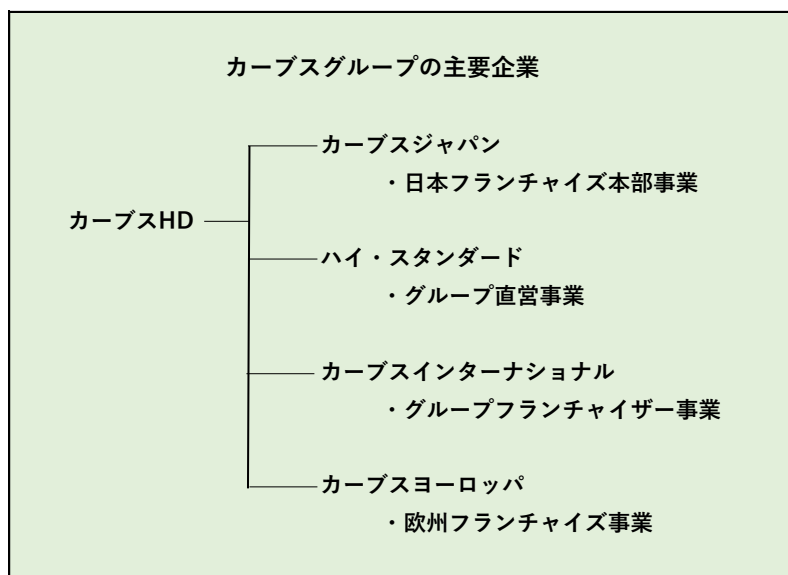 カーブスグループの主要企業
カーブスジャパン
・日本フランチャイズ本部事業
カーブスHD
ハイ・スタンダード
・グループ直営事業
カーブスインターナショナル
・グループフランチャイザー事業
カーブスヨーロッパ
・欧州フランチャイズ事業